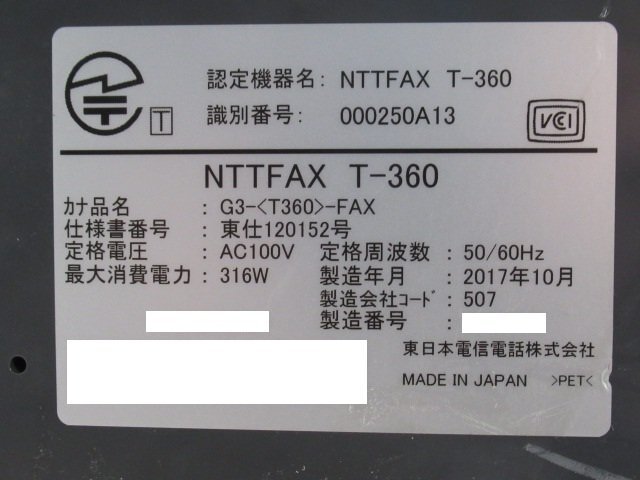 認定機器名: NTTFAX T-360
T
識別番号: 000250A13
VCCI
NTTFAX T-360
ｶﾅ品名 : G3-<T360>-FAX
仕様書番号 : 東仕120152号
定格電圧 : AC100V 定格周波数 : 50/60Hz
最大消費電力 : 316W 製造年月 : 2017年10月
製造会社ｺｰﾄﾞ : 507
製造番号 :
東日本電信電話株式会社
MADE IN JAPAN >PET<